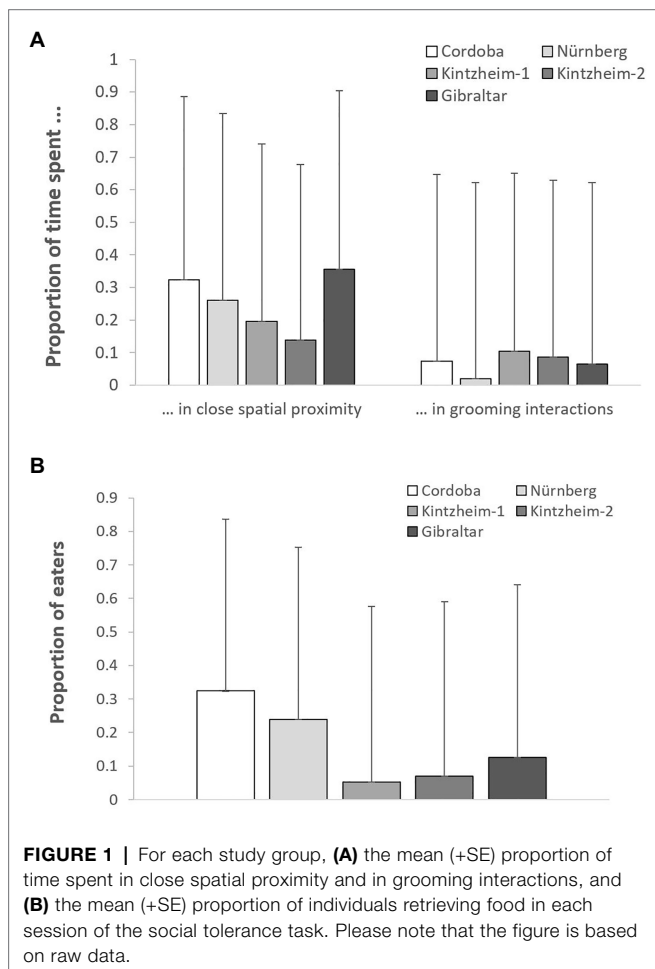 A
1
0.9
0.8
0.7
0.6
0.5
0.4
0.3
0.2
0.1
0
Proportion of time spent ...
Cordoba
Nürnberg
Kintzheim-1
Kintzheim-2
Gibraltar
... in close spatial proximity
... in grooming interactions
B
0.9
0.8
0.7
0.6
0.5
0.4
0.3
0.2
0.1
0
Proportion of eaters
Cordoba
Nürnberg
Kintzheim-1
Kintzheim-2
Gibraltar
FIGURE 1 | For each study group, (A) the mean (+SE) proportion of
time spent in close spatial proximity and in grooming interactions, and
(B) the mean (+SE) proportion of individuals retrieving food in each
session of the social tolerance task. Please note that the figure is based
on raw data.